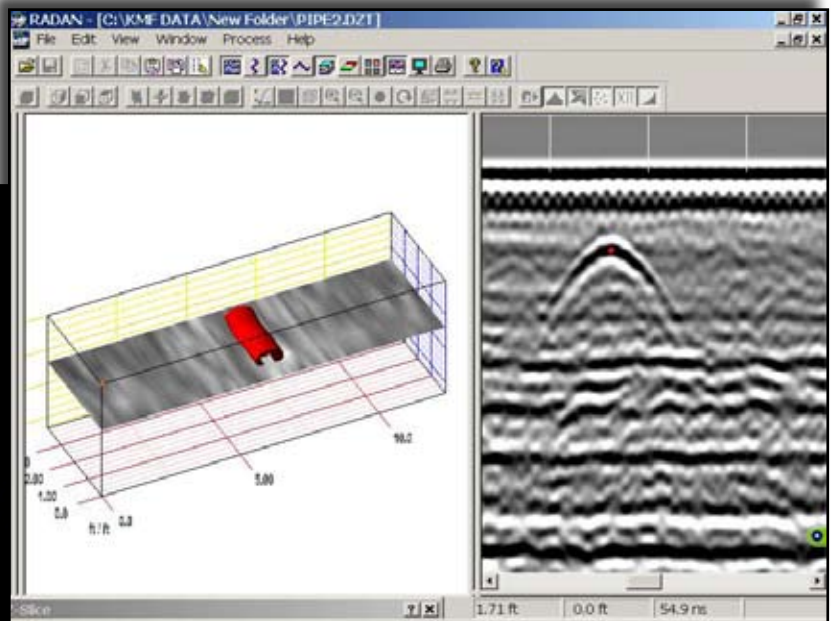 RADAN - [C:\KMF DATA\New Folder\PIPE2.DZT]
File Edit View Window Process Help
10.0
5.00
2.00
1.00
0.0
0.0
ft / ft
-Slice
1.71 ft 0.0 ft 54.9 ns